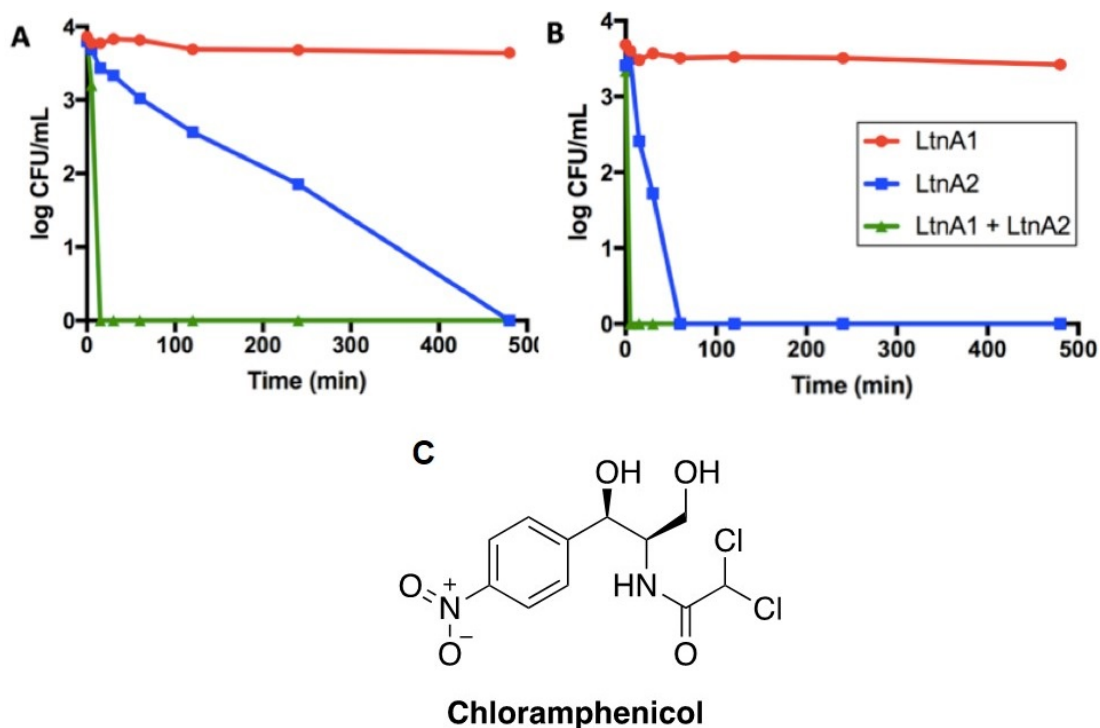 A
log CFU/mL
4
3
2
1
0
0
100
200
300
400
500
Time (min)
B
log CFU/mL
4
3
2
1
0
0
100
200
300
400
500
Time (min)
LtnA1
LtnA2
LtnA1 + LtnA2
C
OH OH
Cl
O
N
+
HN
Cl
O
−
O
Chloramphenicol